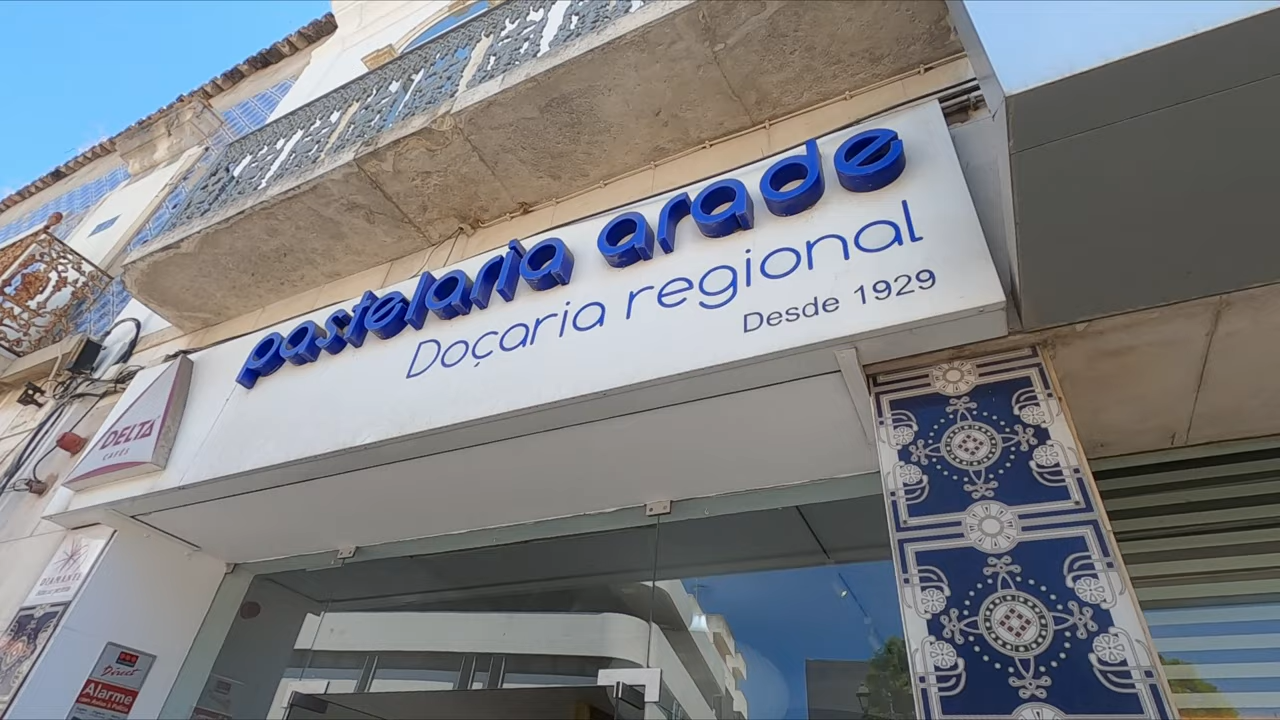 pastelaria arade
Doçaria regional
Desde 1929
DELTA
CAFÉS
DIAMANTE
Direct
Alarme